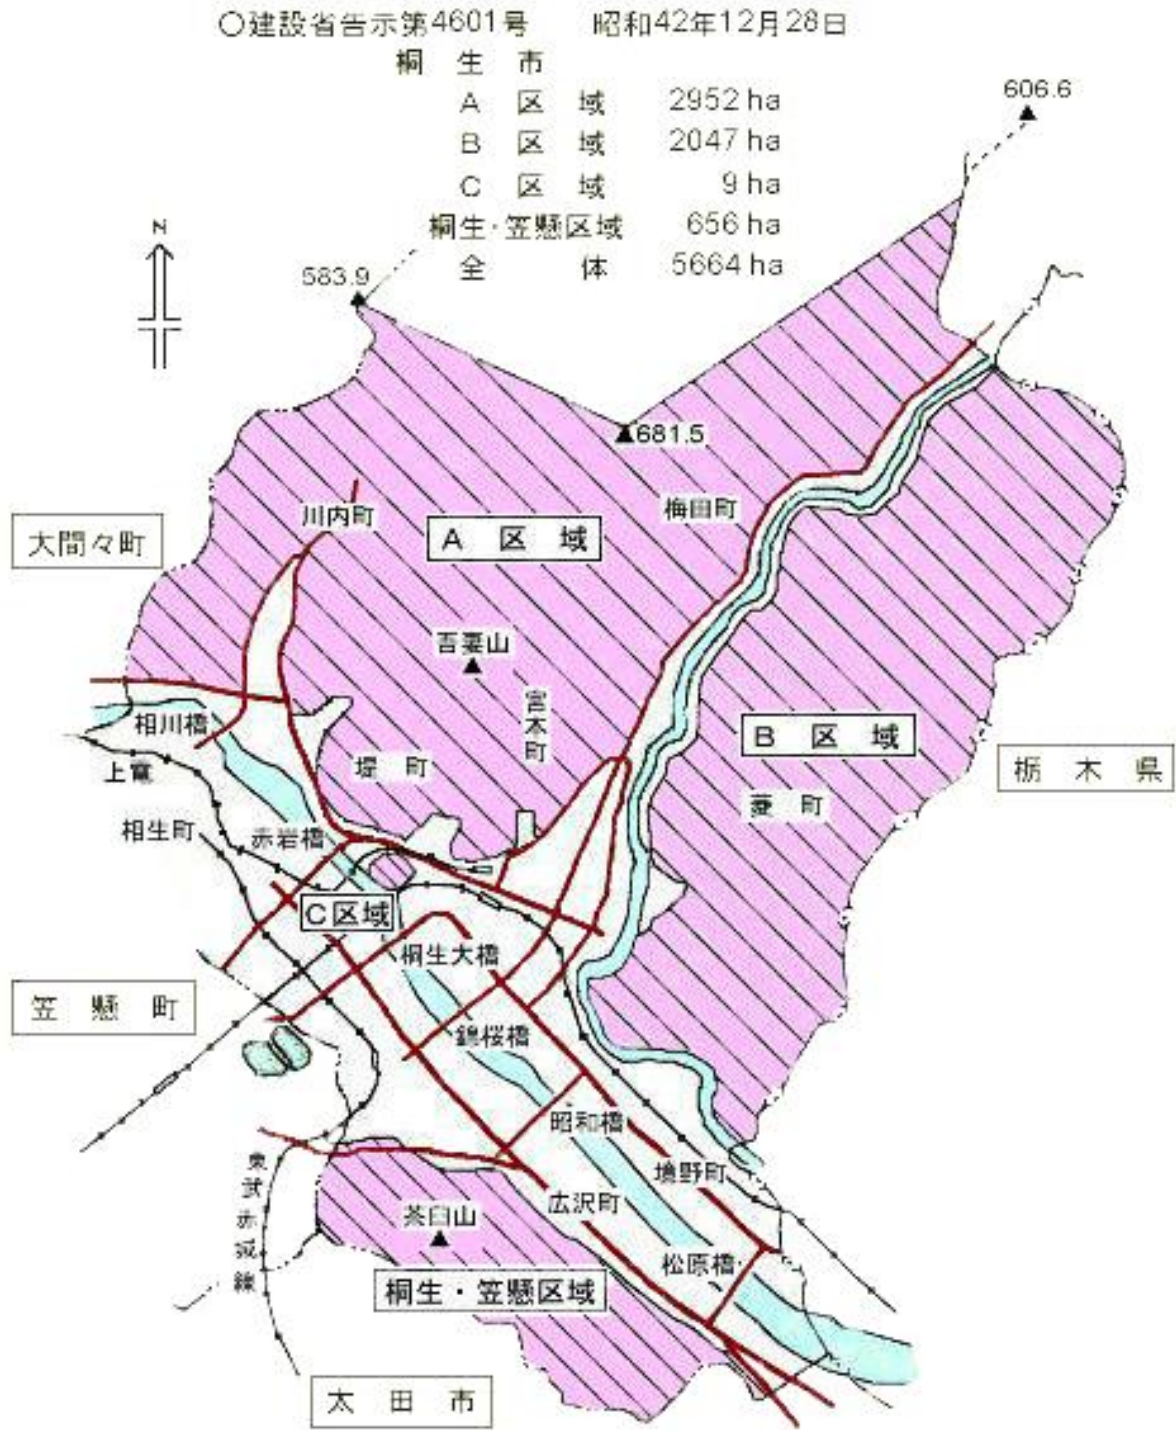 〇建設省告示第4601号 昭和42年12月28日
桐生市
A区域 2952 ha
B区域 2047 ha
C区域 9 ha
桐生・笠懸区域 656 ha
全体 5664 ha
606.6
N
583.9
681.5
川内町
梅田町
A区域
大間々町
吾妻山
宮本町
相川橋
B区域
上電
堤町
栃木県
菱町
相生町
赤岩橋
C区域
桐生大橋
笠懸町
錦桜橋
昭和橋
境野町
東武赤城線
広沢町
茶臼山
松原橋
桐生・笠懸区域
太田市